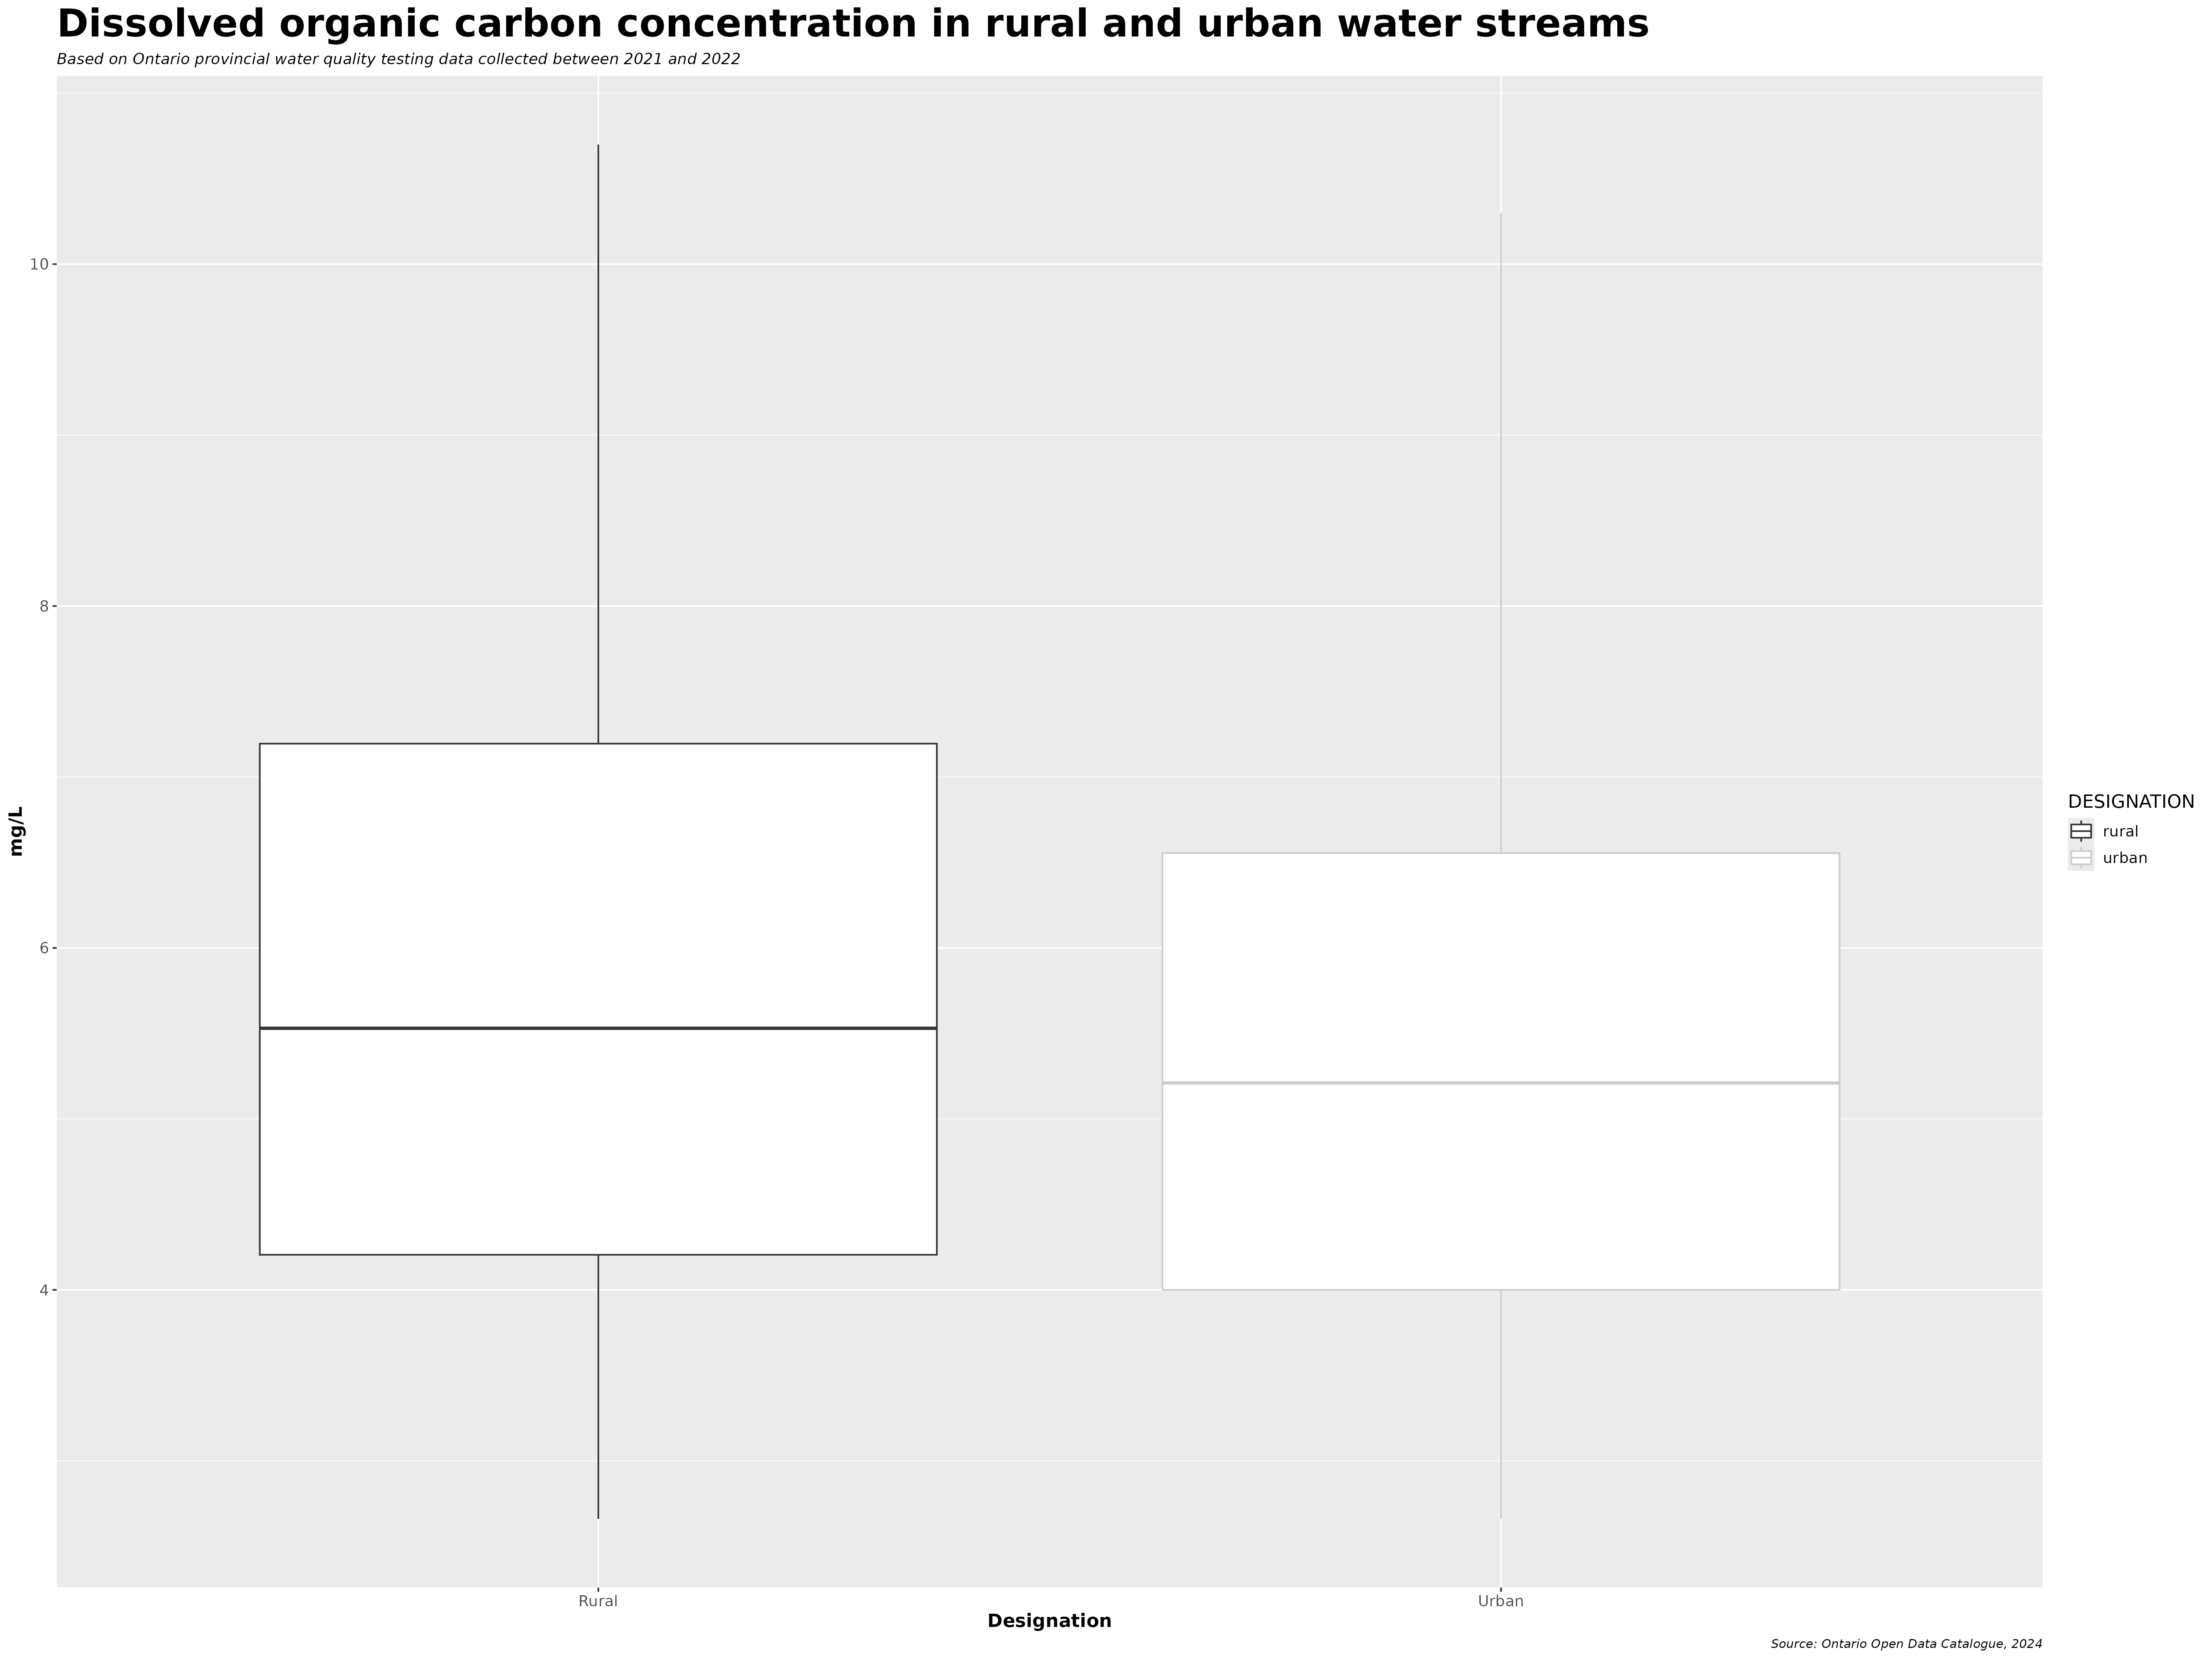 Dissolved organic carbon concentration in rural and urban water streams
Based on Ontario provincial water quality testing data collected between 2021 and 2022
10
8
6
4
mg/L
Rural
Urban
Designation
DESIGNATION
rural
urban
Source: Ontario Open Data Catalogue, 2024